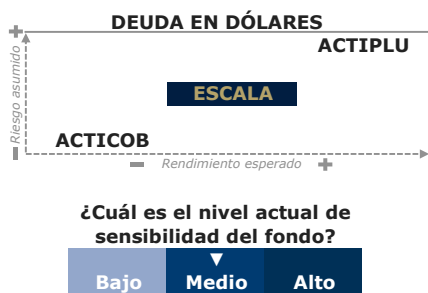 DEUDA EN DÓLARES
ACTIPLU
Riesgo asumido
ESCALA
ACTICOB
Rendimiento esperado
¿Cuál es el nivel actual de
sensibilidad del fondo?
Bajo Medio Alto